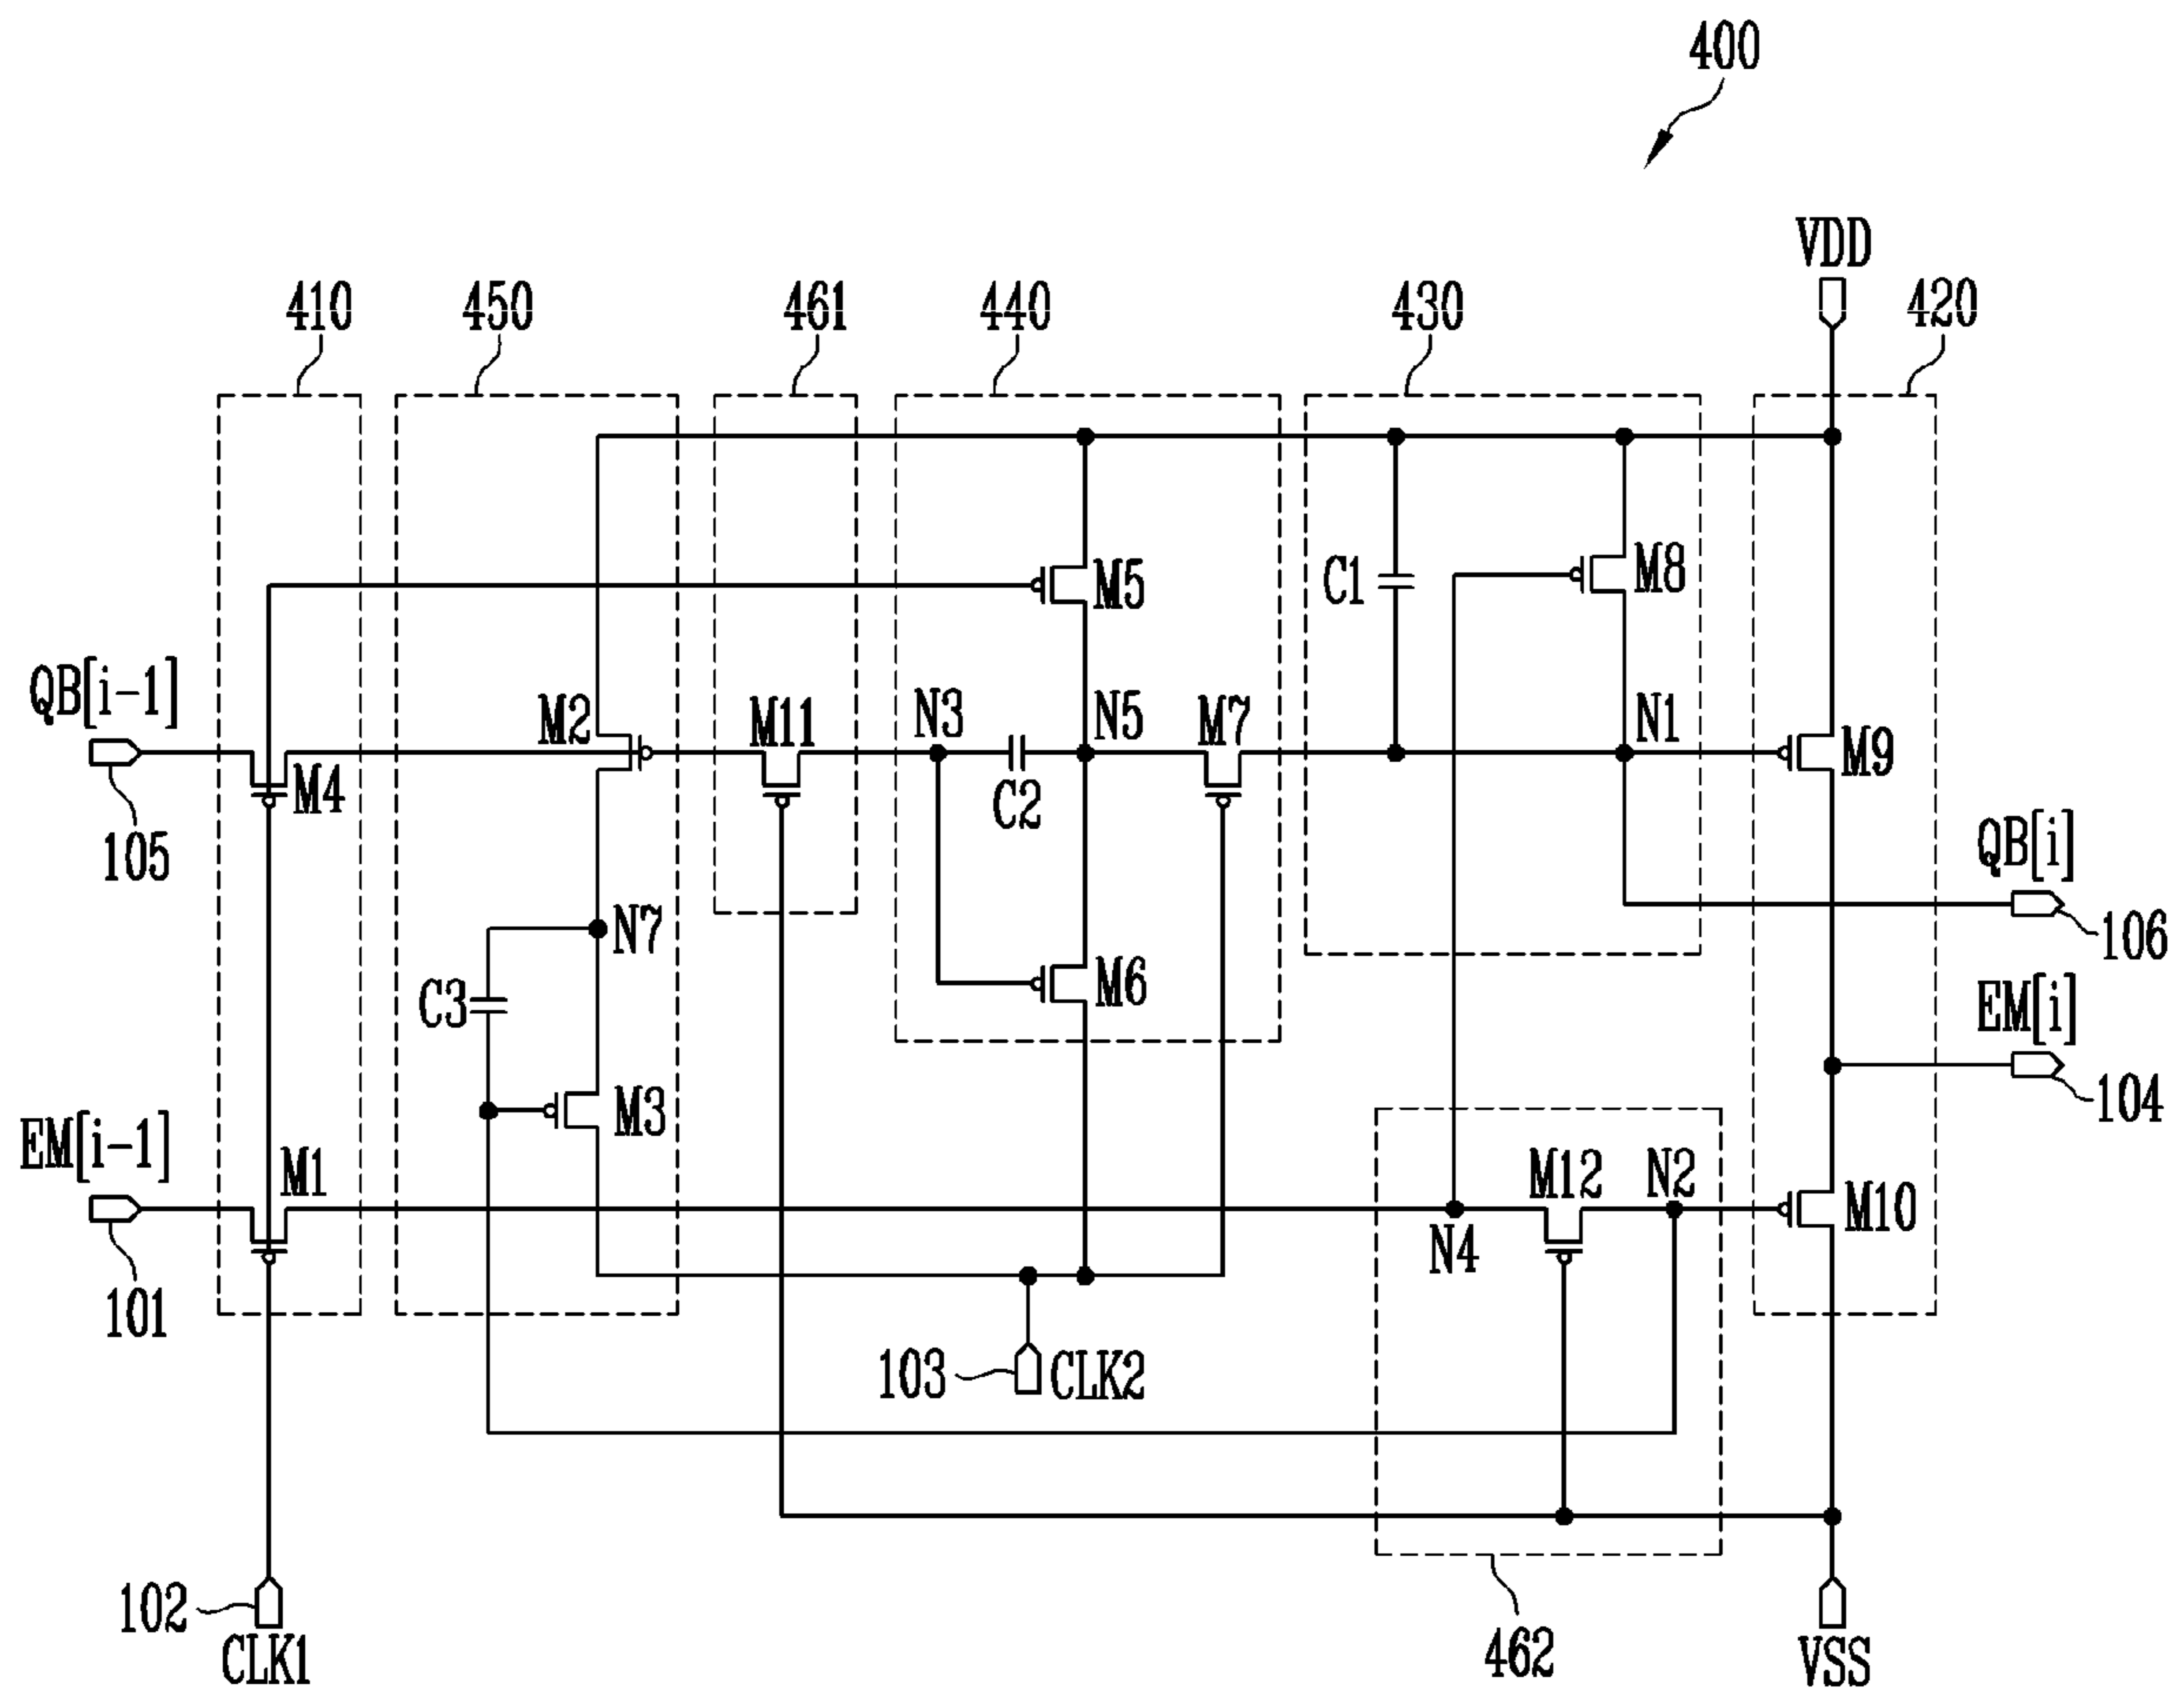 400
VDD
410
450
461
440
430
420
M5
C1
M8
QB[i-1]
M2
M11
N3
N5
M7
N1
M9
M4
C2
105
QB[i]
N7
106
C3
M6
EM[i]
M3
104
EM[i-1]
M1
M12
N2
M10
N4
101
103
CLK2
102
CLK1
462
VSS